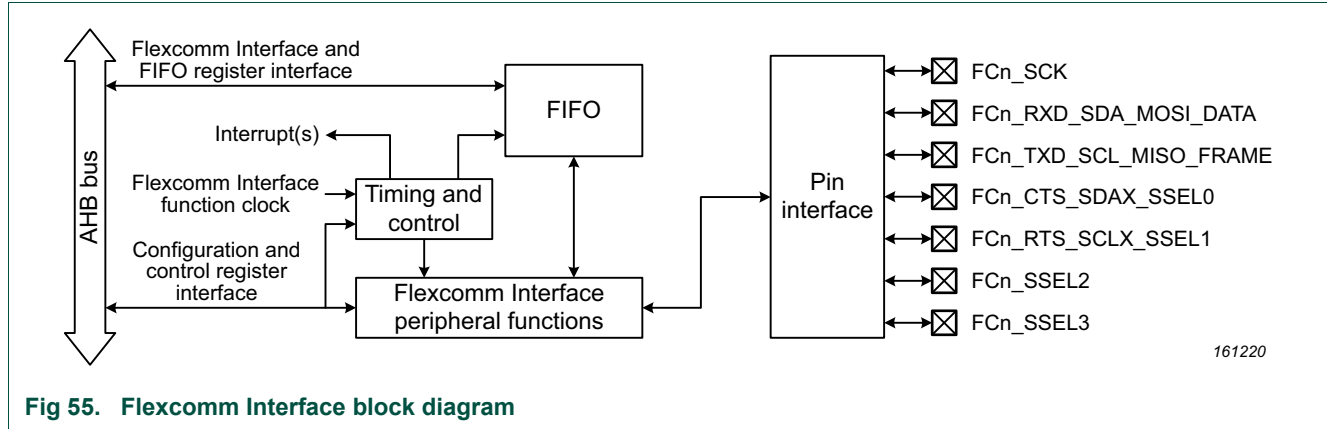 Flexcomm Interface and
FIFO register interface
FIFO
Interrupt(s)
Flexcomm Interface
function clock
Timing and
control
AHB bus
Configuration and
control register
interface
Flexcomm Interface
peripheral functions
Pin
interface
FCn_SCK
FCn_RXD_SDA_MOSI_DATA
FCn_TXD_SCL_MISO_FRAME
FCn_CTS_SDAX_SSEL0
FCn_RTS_SCLX_SSEL1
FCn_SSEL2
FCn_SSEL3
161220
Fig 55. Flexcomm Interface block diagram